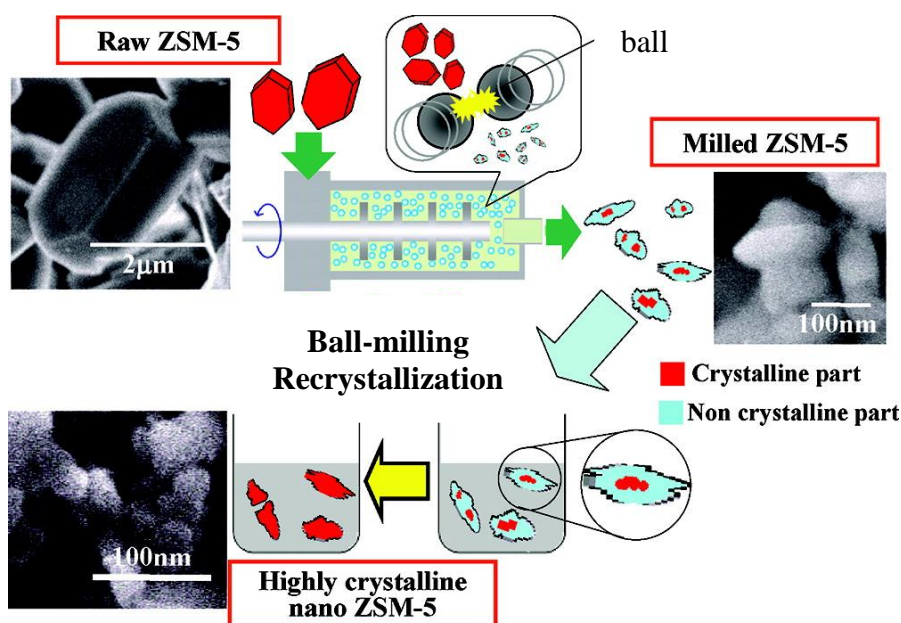 Raw ZSM-5
ball
2μm
Milled ZSM-5
100nm
Ball-milling
Recrystallization
Crystalline part
Non crystalline part
100nm
Highly crystalline
nano ZSM-5